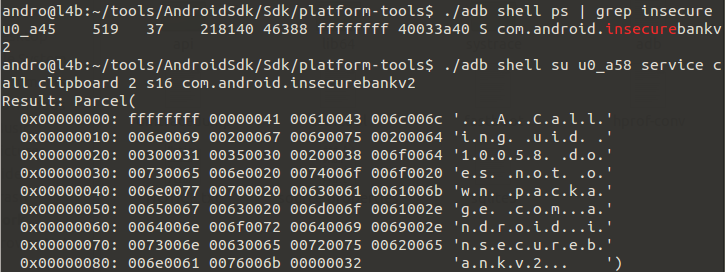 andro@l4b:~/tools/AndroidSdk/Sdk/platform-tools$ ./adb shell ps | grep insecure
u0_a45    519   37    218140 46388 ffffffff 40033a40 S com.android.insecurebankv
2
andro@l4b:~/tools/AndroidSdk/Sdk/platform-tools$ ./adb shell su u0_a58 service c
all clipboard 2 s16 com.android.insecurebankv2
Result: Parcel(
  0x00000000: ffffffff 00000041 00610043 006c006c '....A...C.a.l.l.'
  0x00000010: 006e0069 00200067 00690075 00200064 'i.n.g. .u.i.d. .'
  0x00000020: 00300031 00350030 00200038 006f0064 '1.0.0.5.8. .d.o.'
  0x00000030: 00730065 006e0020 0074006f 006f0020 'e.s. .n.o.t. .o.'
  0x00000040: 006e0077 00700020 00630061 0061006b 'w.n. .p.a.c.k.a.'
  0x00000050: 00650067 00630020 006d006f 0061002e 'g.e. .c.o.m...a.'
  0x00000060: 0064006e 006f0072 00640069 0069002e 'n.d.r.o.i.d...i.'
  0x00000070: 0073006e 00630065 00720075 00620065 'n.s.e.c.u.r.e.b.'
  0x00000080: 006e0061 0076006b 00000032          'a.n.k.v.2...    ')